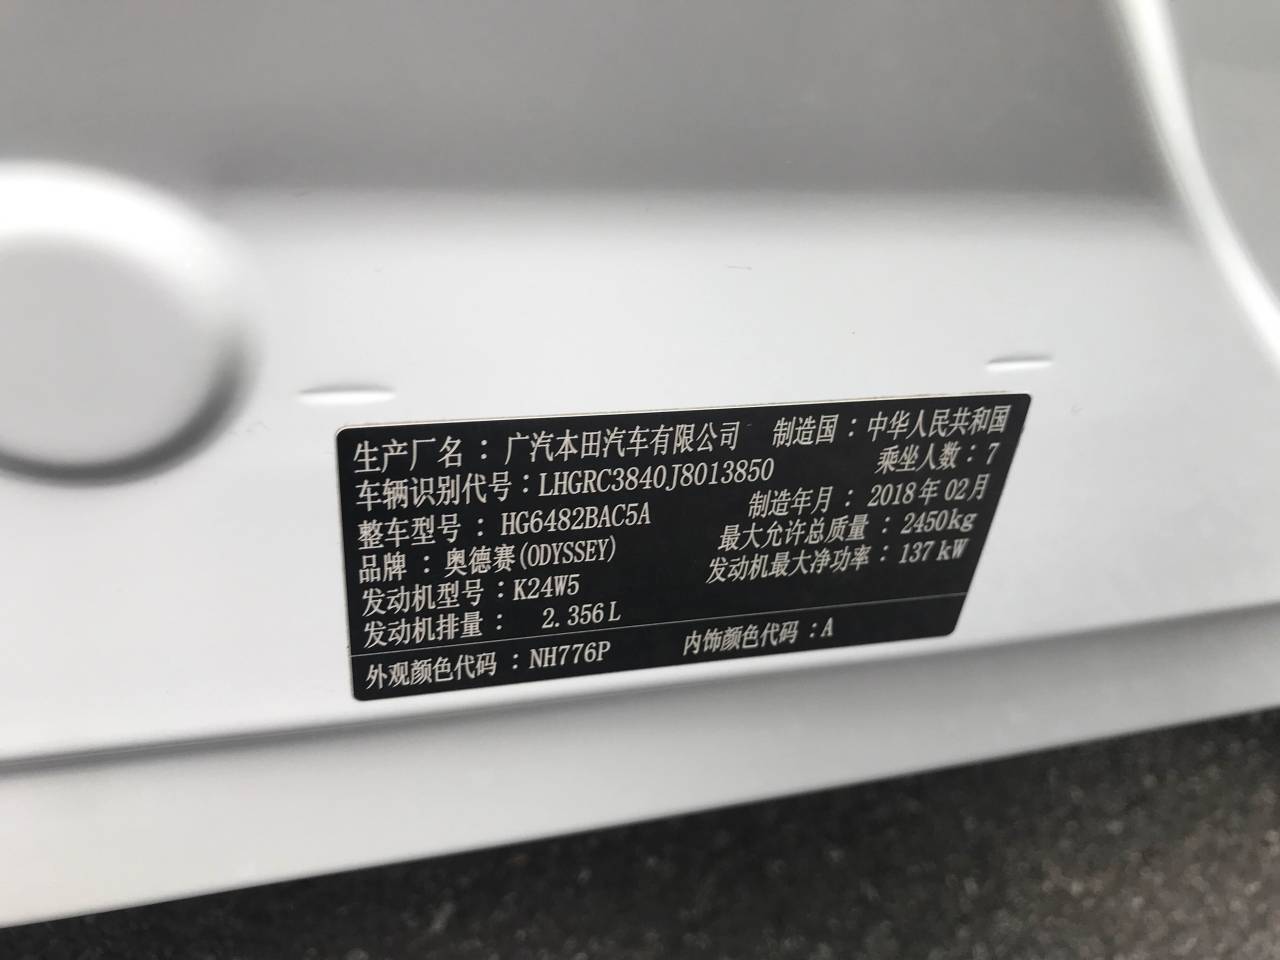 生产厂名：广汽本田汽车有限公司 制造国：中华人民共和国
车辆识别代号：LHGRC3840J8013850 乘坐人数：7
整车型号：HG6482BAC5A 制造年月：2018年02月
品牌：奥德赛(ODYSSEY) 最大允许总质量：2450kg
发动机型号：K24W5 发动机最大净功率：137kW
发动机排量：2.356L
外观颜色代码：NH776P 内饰颜色代码：A